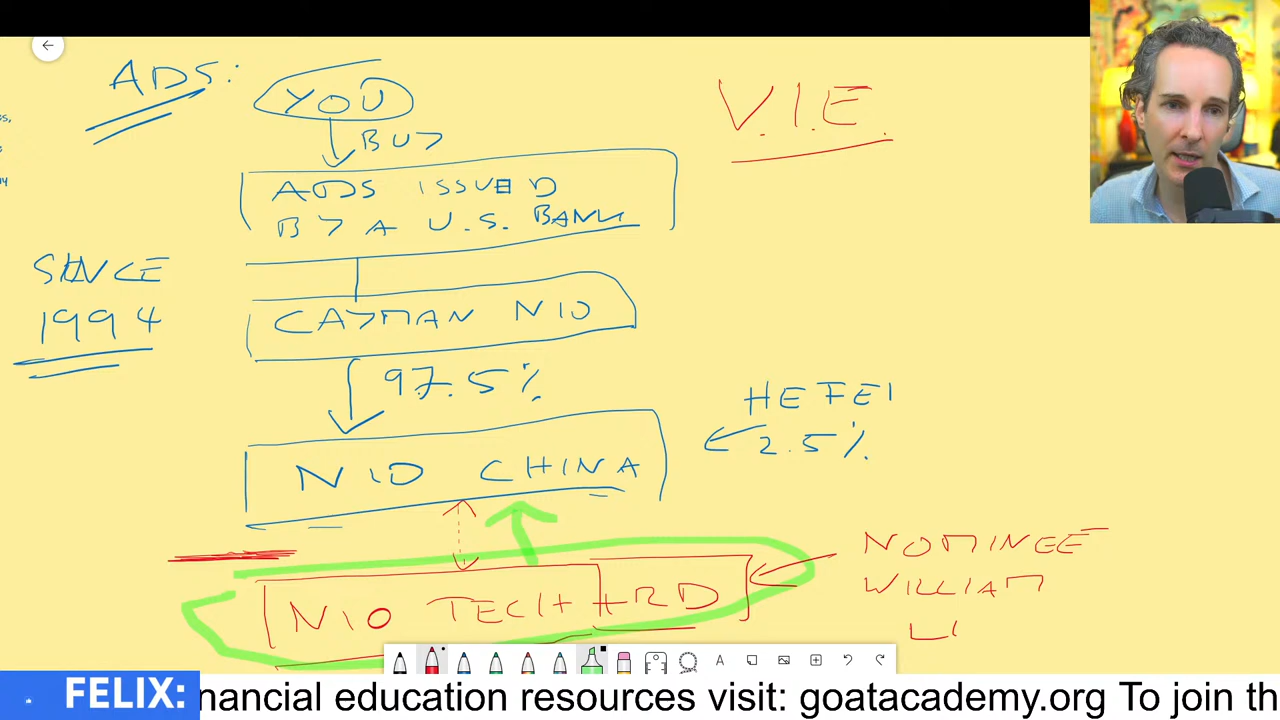 ADS:
YOU
BUY
V.I.E.
ADS ISSUED
BY A U.S. BANK
SINCE
1994
CAYMAN NIO
97.5%
HEFEI
2.5%
NIO CHINA
NOMINEE
WILLIAM
LI
NIO TECH + RD
FELIX:
nancial education resources visit: goatacademy.org To join th